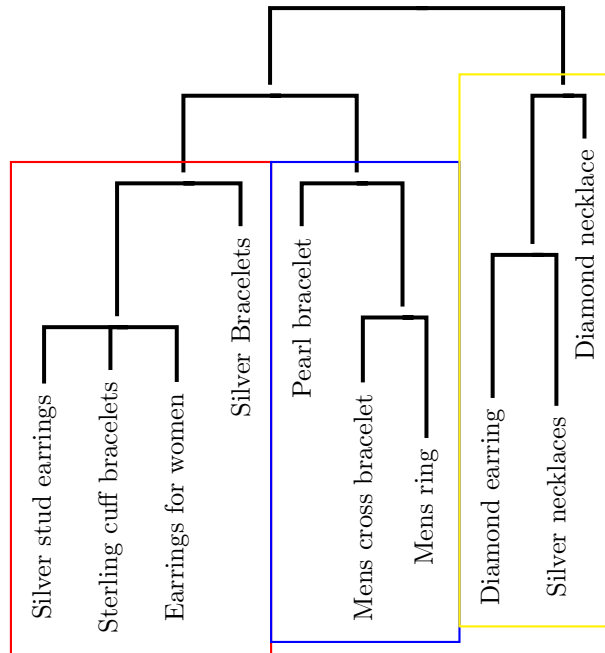 Silver stud earrings
Sterling cuff bracelets
Earrings for women
Silver Bracelets
Pearl bracelet
Mens cross bracelet
Mens ring
Diamond earring
Silver necklaces
Diamond necklace